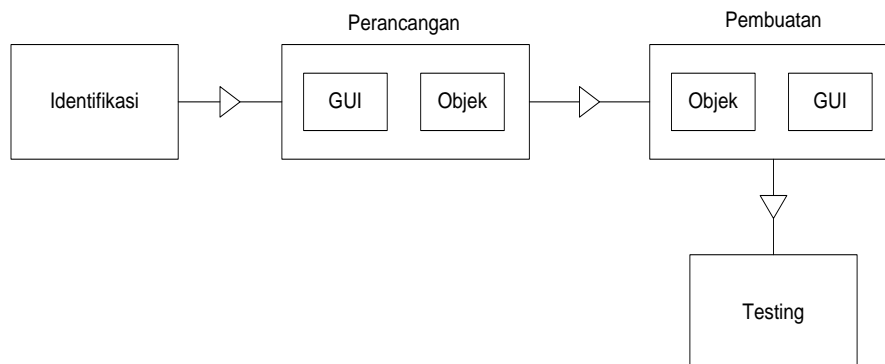 Perancangan
Pembuatan
Identifikasi
GUI
Objek
Objek
GUI
Testing